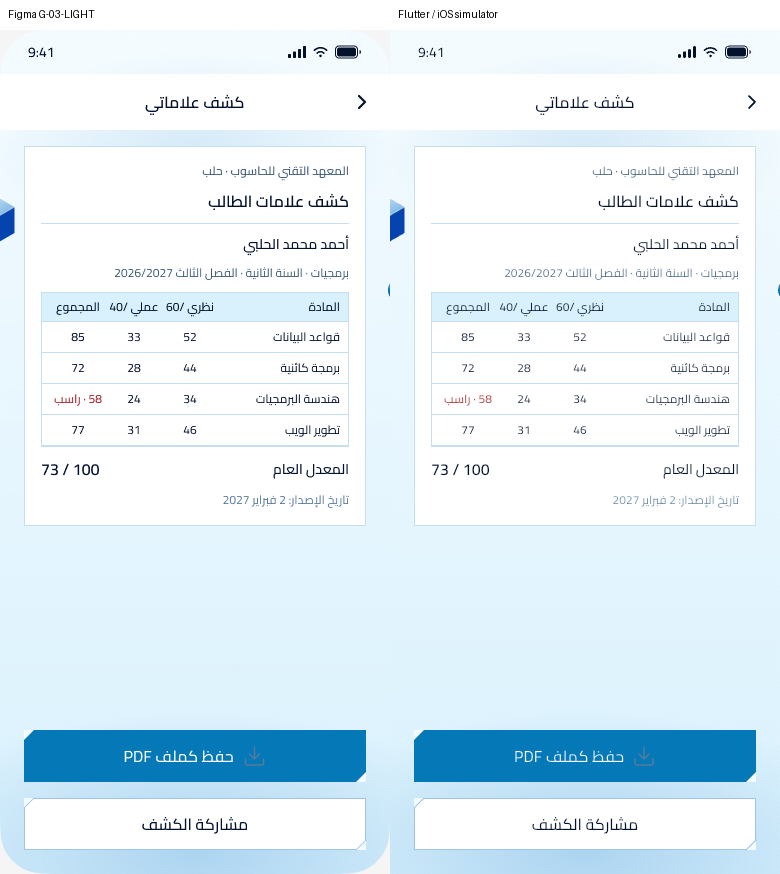 Figma G-03-LIGHT
9:41
كشف علاماتي
المعهد التقني للحاسوب · حلب
كشف علامات الطالب
أحمد محمد الحلبي
برمجيات · السنة الثانية · الفصل الثالث 2026/2027
المادة نظري /60 عملي /40 المجموع
قواعد البيانات 52 33 85
برمجة كائنية 44 28 72
هندسة البرمجيات 34 24 58 · راسب
تطوير الويب 46 31 77
المعدل العام 73 / 100
تاريخ الإصدار: 2 فبراير 2027
حفظ كملف PDF
مشاركة الكشف
Flutter / iOS simulator
9:41
كشف علاماتي
المعهد التقني للحاسوب · حلب
كشف علامات الطالب
أحمد محمد الحلبي
برمجيات · السنة الثانية · الفصل الثالث 2026/2027
المادة نظري /60 عملي /40 المجموع
قواعد البيانات 52 33 85
برمجة كائنية 44 28 72
هندسة البرمجيات 34 24 58 · راسب
تطوير الويب 46 31 77
المعدل العام 73 / 100
تاريخ الإصدار: 2 فبراير 2027
حفظ كملف PDF
مشاركة الكشف